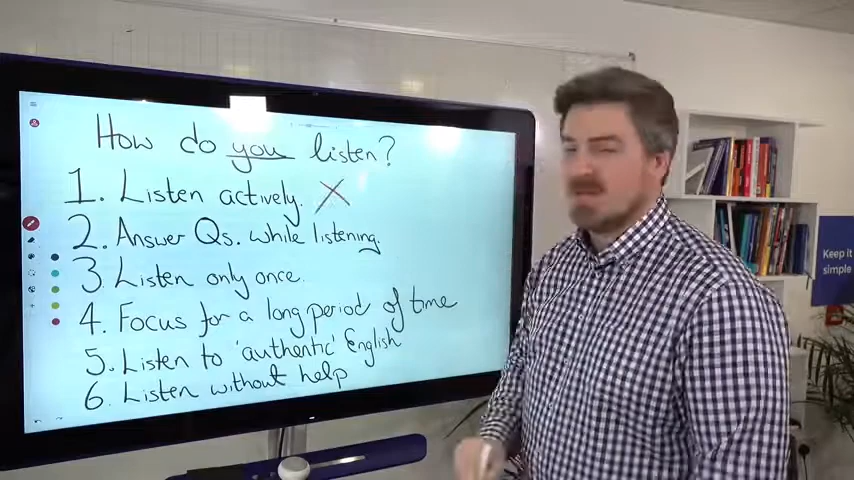 How do you listen?
1. Listen actively. X
2. Answer Qs. while listening.
3 Listen only once.
4. Focus for a long period of time
5. Listen to 'authentic' English
6. Listen without help
Keep it
simple